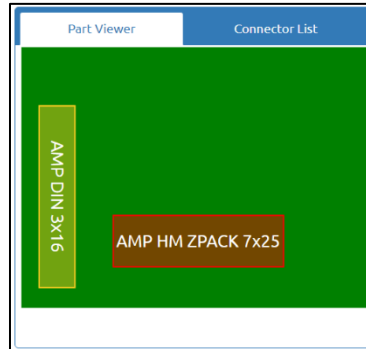 Part Viewer
Connector List
AMP DIN 3x16
AMP HM ZPACK 7x25